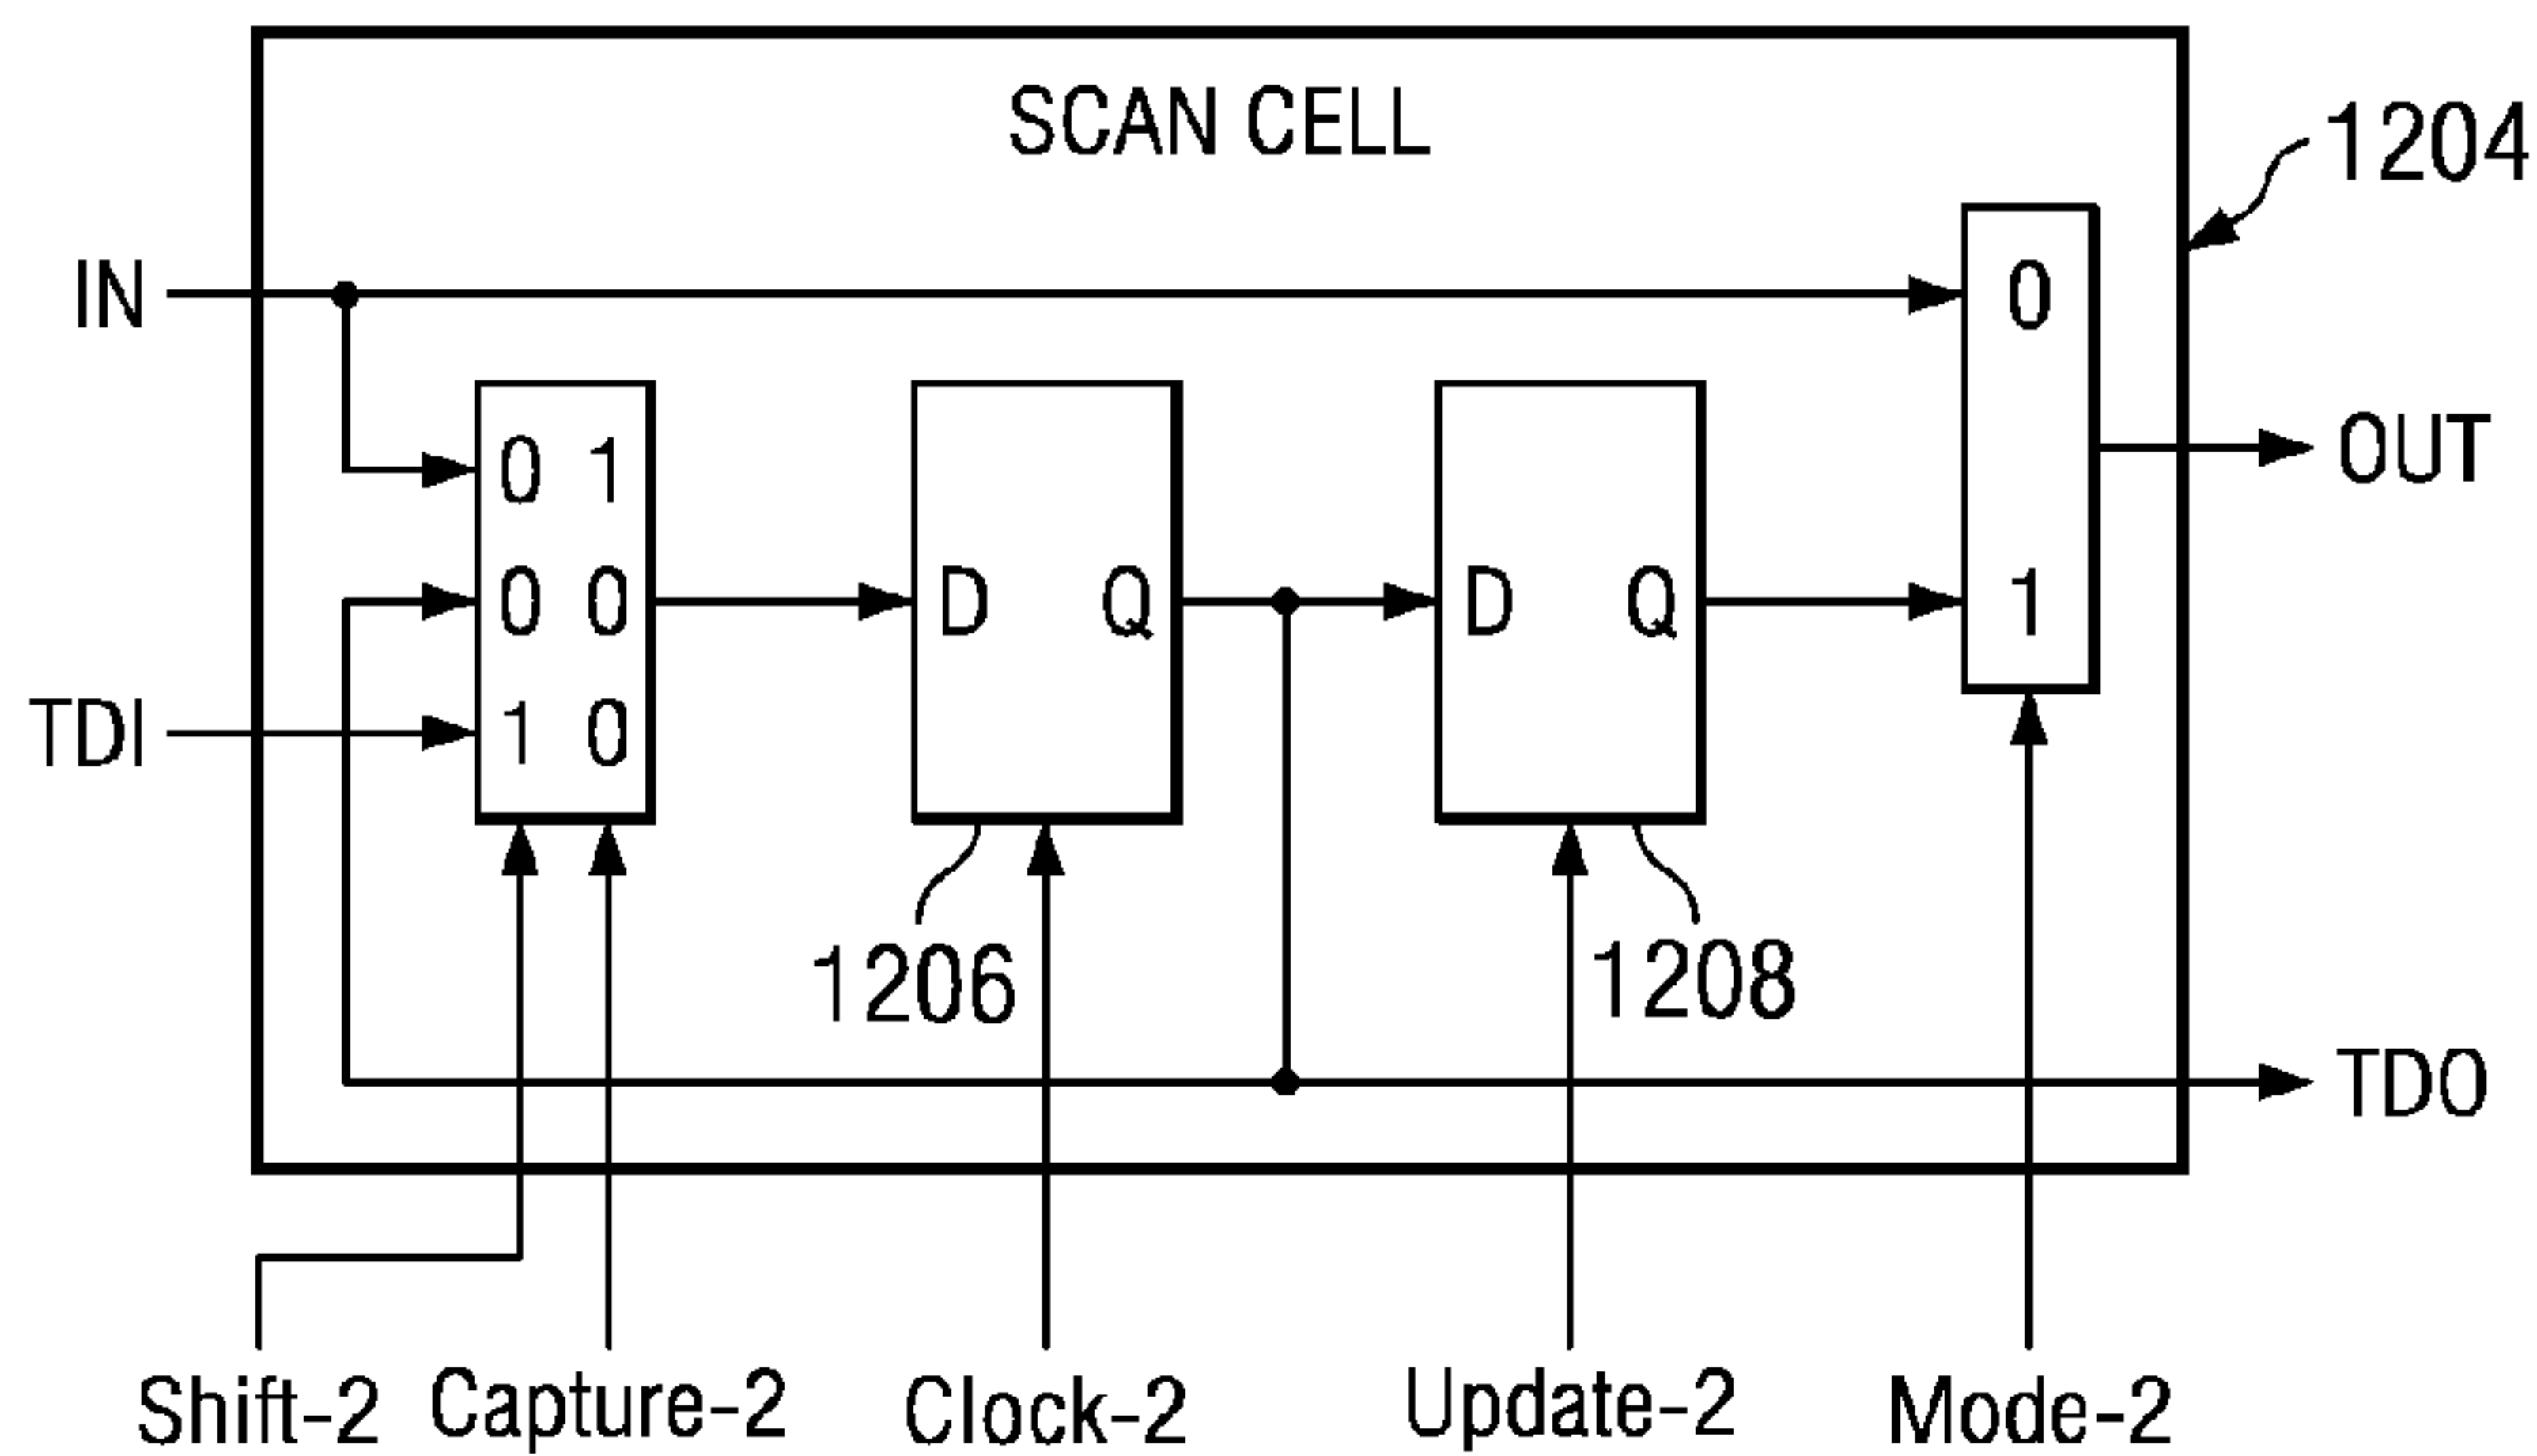 SCAN CELL
1204
IN
0
0 1
OUT
0 0
D Q
D Q
1
TDI
1 0
1206
1208
TDO
Shift-2
Capture-2
Clock-2
Update-2
Mode-2